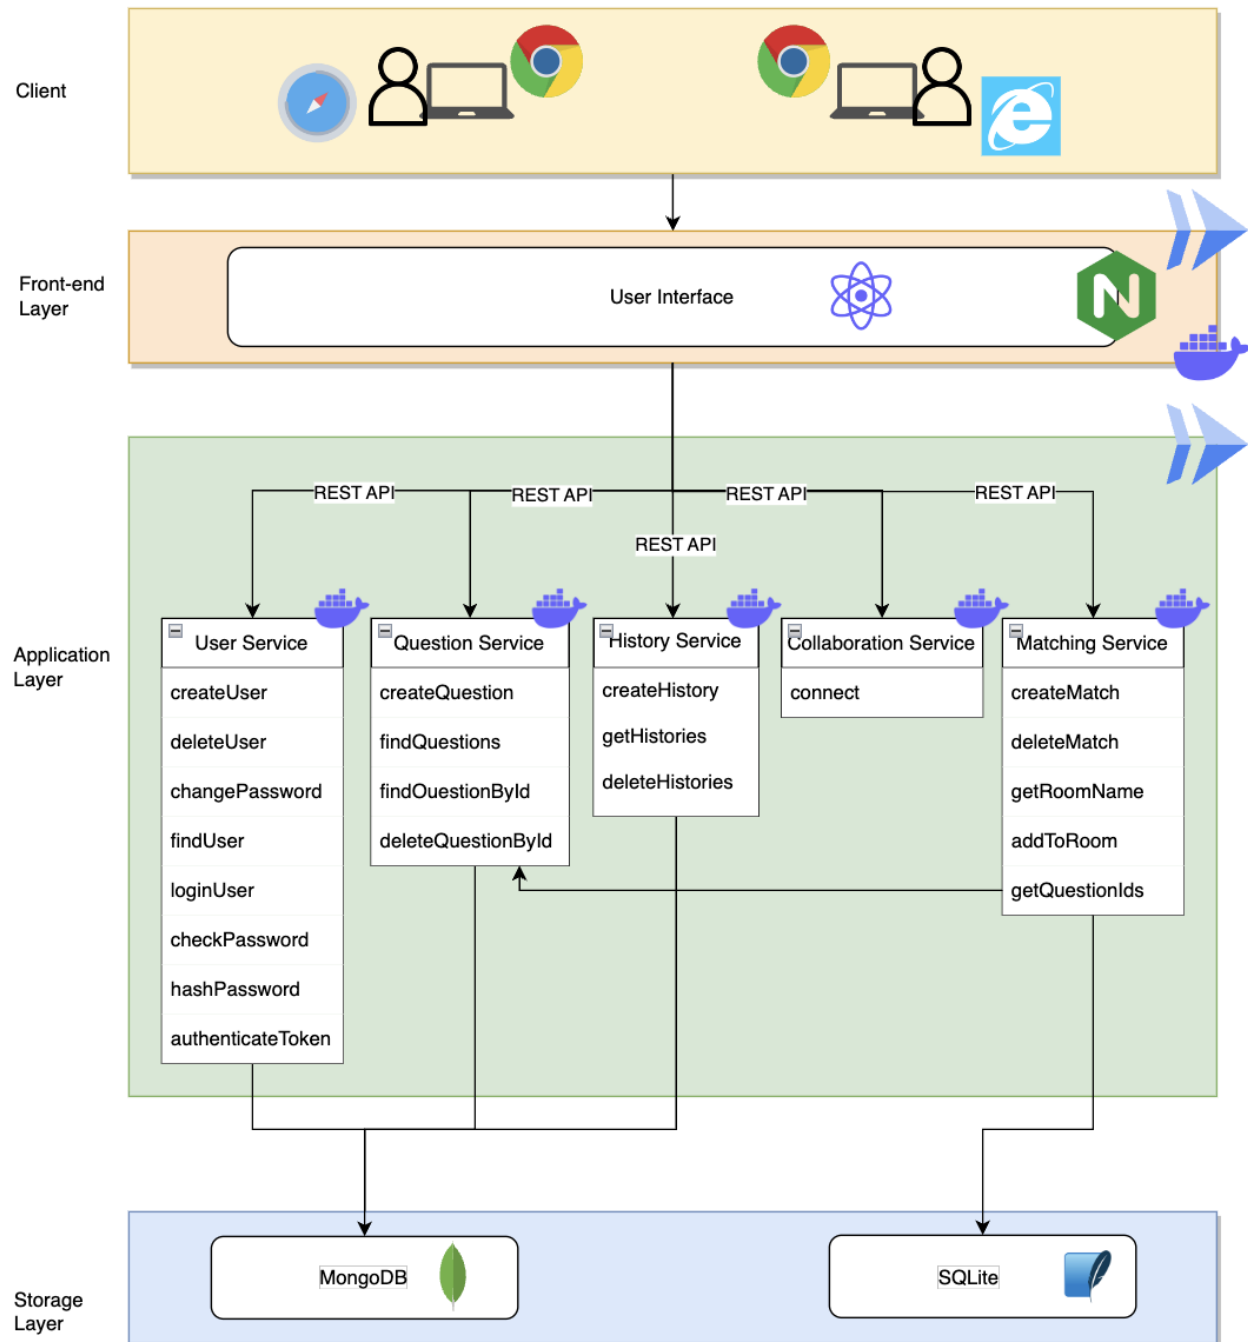 Client
Front-end
Layer
User Interface
N
REST API
REST API
REST API
REST API
REST API
Application
Layer
User Service
createUser
deleteUser
changePassword
findUser
loginUser
checkPassword
hashPassword
authenticateToken
Question Service
createQuestion
findQuestions
findOuestionById
deleteQuestionById
History Service
createHistory
getHistories
deleteHistories
Collaboration Service
connect
Matching Service
createMatch
deleteMatch
getRoomName
addToRoom
getQuestionIds
Storage
Layer
MongoDB
SQLite